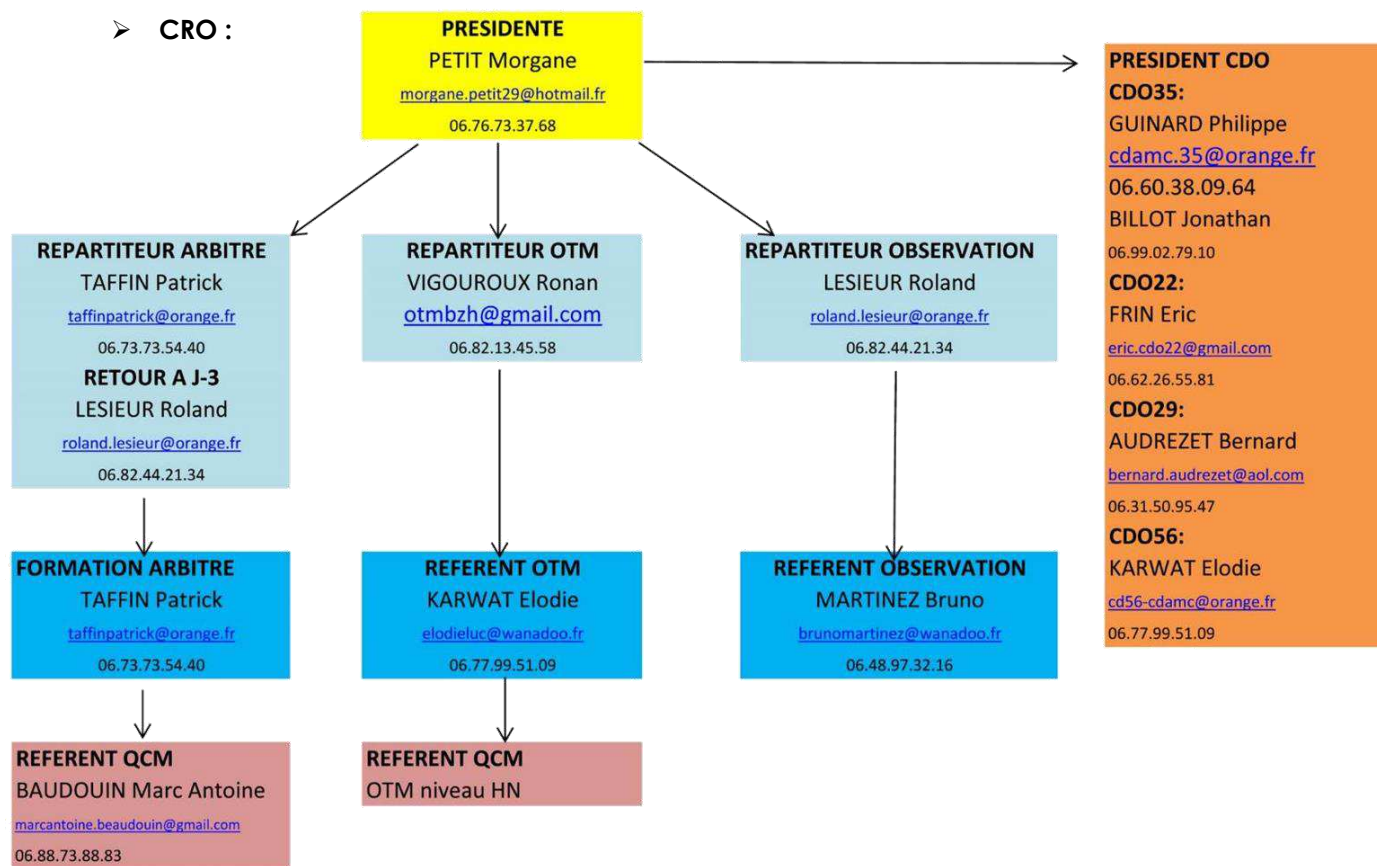 ➢ CRO :
PRESIDENTE
PETIT Morgane
morgane.petit29@hotmail.fr
06.76.73.37.68
REPARTITEUR ARBITRE
TAFFIN Patrick
taffinpatrick@orange.fr
06.73.73.54.40
RETOUR A J-3
LESIEUR Roland
roland.lesieur@orange.fr
06.82.44.21.34
FORMATION ARBITRE
TAFFIN Patrick
taffinpatrick@orange.fr
06.73.73.54.40
REFERENT QCM
BAUDOUIN Marc Antoine
marcantoine.beaudouin@gmail.com
06.88.73.88.83
REPARTITEUR OTM
VIGOUROUX Ronan
otmbzh@gmail.com
06.82.13.45.58
REFERENT OTM
KARWAT Elodie
elodieluc@wanadoo.fr
06.77.99.51.09
REFERENT QCM
OTM niveau HN
REPARTITEUR OBSERVATION
LESIEUR Roland
roland.lesieur@orange.fr
06.82.44.21.34
REFERENT OBSERVATION
MARTINEZ Bruno
brunomartinez@wanadoo.fr
06.48.97.32.16
PRESIDENT CDO
CDO35:
GUINARD Philippe
cdamc.35@orange.fr
06.60.38.09.64
BILLOT Jonathan
06.99.02.79.10
CDO22:
FRIN Eric
eric.cdo22@gmail.com
06.62.26.55.81
CDO29:
AUDREZET Bernard
bernard.audrezet@aol.com
06.31.50.95.47
CDO56:
KARWAT Elodie
cd56-cdamc@orange.fr
06.77.99.51.09